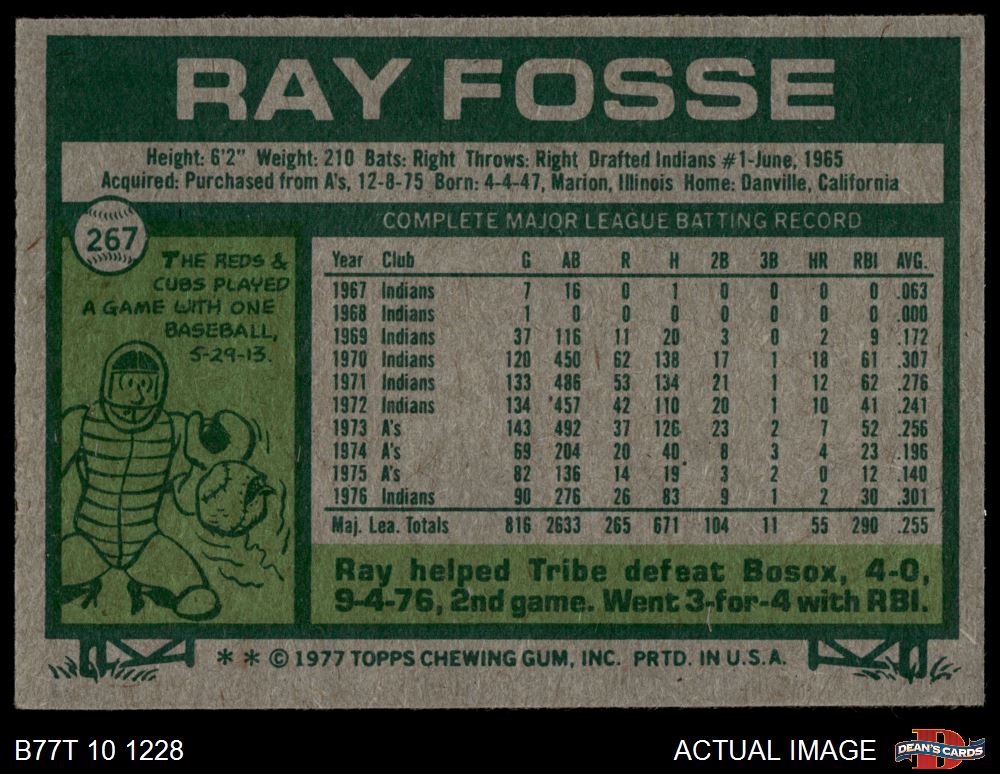 RAY FOSSE
Height: 6'2" Weight: 210 Bats: Right Throws: Right Drafted Indians #1-June, 1965
Acquired: Purchased from A's, 12-8-75 Born: 4-4-47, Marion, Illinois Home: Danville, California
267
THE REDS &
CUBS PLAYED
A GAME WITH ONE
BASEBALL,
5-29-13.
COMPLETE MAJOR LEAGUE BATTING RECORD
Year Club G AB R H 2B 3B HR RBI AVG.
1967 Indians 7 16 0 1 0 0 0 0 .063
1968 Indians 1 0 0 0 0 0 0 0 .000
1969 Indians 37 116 11 20 3 0 2 9 .172
1970 Indians 120 450 62 138 17 1 18 61 .307
1971 Indians 133 486 53 134 21 1 12 62 .276
1972 Indians 134 457 42 110 20 1 10 41 .241
1973 A's 143 492 37 126 23 2 7 52 .256
1974 A's 69 204 20 40 8 3 4 23 .196
1975 A's 82 136 14 19 3 2 0 12 .140
1976 Indians 90 276 26 83 9 1 2 30 .301
Maj. Lea. Totals 816 2633 265 671 104 11 55 290 .255
Ray helped Tribe defeat Bosox, 4-0,
9-4-76, 2nd game. Went 3-for-4 with RBI.
* * © 1977 TOPPS CHEWING GUM, INC. PRTD. IN U.S.A.
B77T 10 1228
ACTUAL IMAGE
D
DEAN'S CARDS